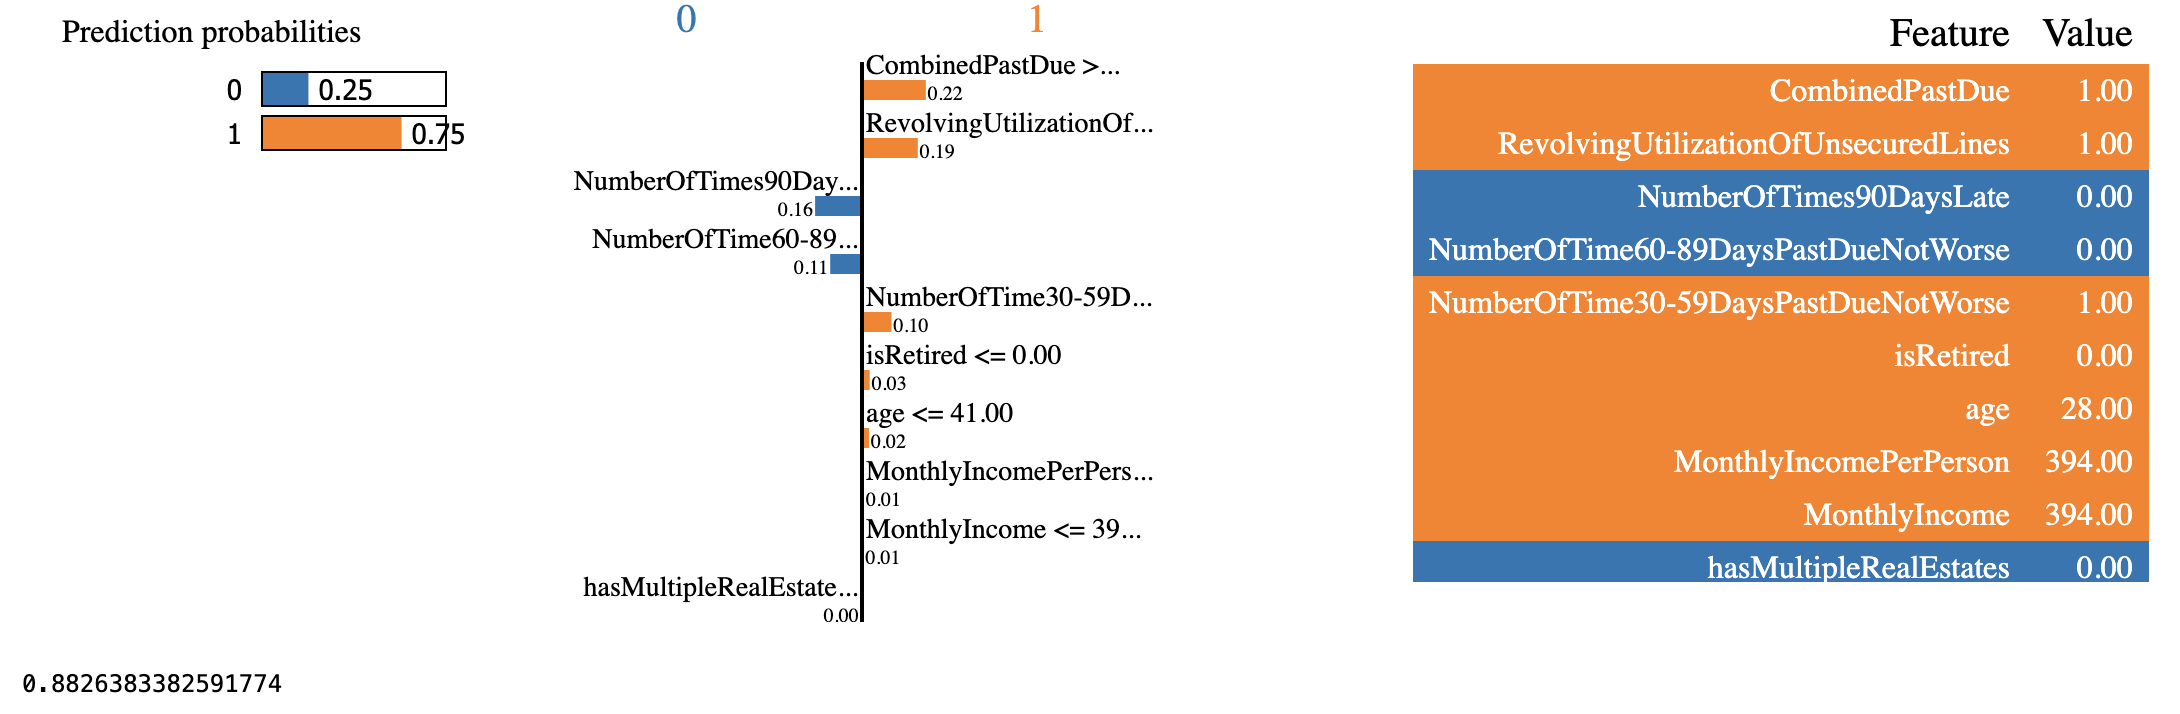 Prediction probabilities
0 0.25
1 0.75
0 1
CombinedPastDue >...
0.22
RevolvingUtilizationOf...
0.19
NumberOfTimes90Day...
0.16
NumberOfTime60-89...
0.11
NumberOfTime30-59D...
0.10
isRetired <= 0.00
0.03
age <= 41.00
0.02
MonthlyIncomePerPers...
0.01
MonthlyIncome <= 39...
0.01
hasMultipleRealEstate...
0.00
Feature Value
CombinedPastDue 1.00
RevolvingUtilizationOfUnsecuredLines 1.00
NumberOfTimes90DaysLate 0.00
NumberOfTime60-89DaysPastDueNotWorse 0.00
NumberOfTime30-59DaysPastDueNotWorse 1.00
isRetired 0.00
age 28.00
MonthlyIncomePerPerson 394.00
MonthlyIncome 394.00
hasMultipleRealEstates 0.00
0.8826383382591774